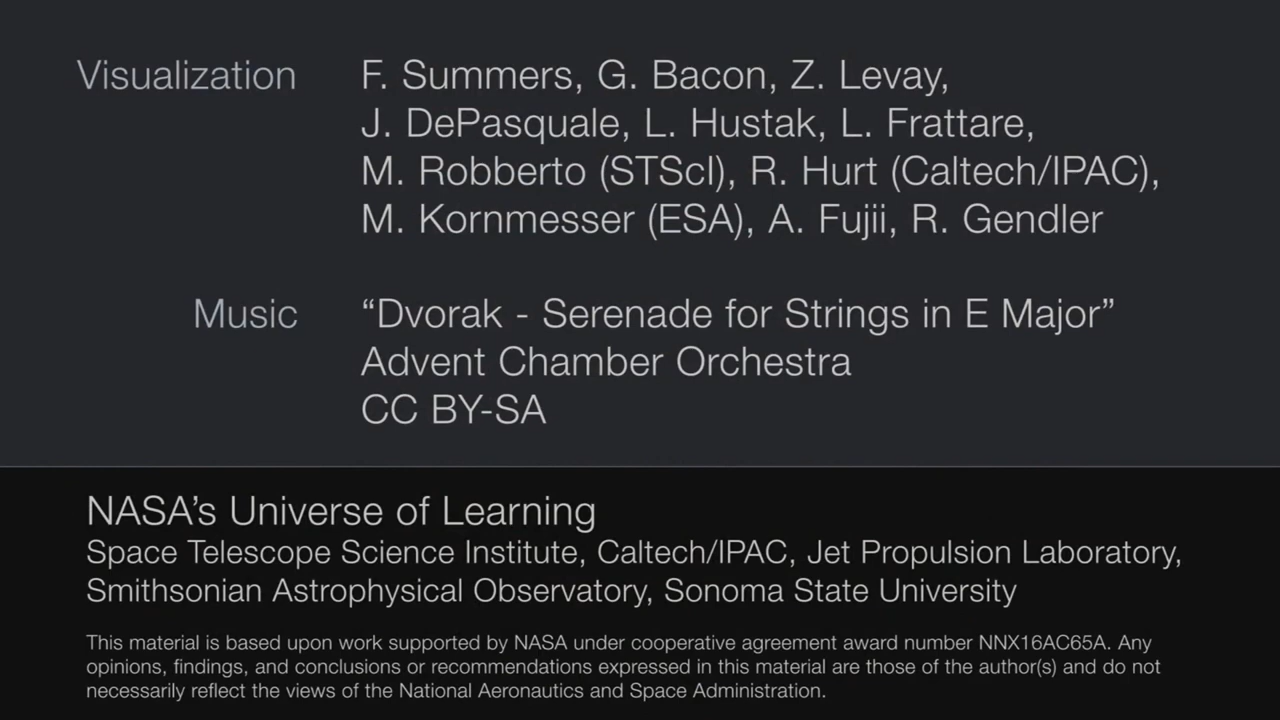 Visualization F. Summers, G. Bacon, Z. Levay,
J. DePasquale, L. Hustak, L. Frattare,
M. Robberto (STScI), R. Hurt (Caltech/IPAC),
M. Kornmesser (ESA), A. Fujii, R. Gendler
Music “Dvorak - Serenade for Strings in E Major”
Advent Chamber Orchestra
CC BY-SA
NASA’s Universe of Learning
Space Telescope Science Institute, Caltech/IPAC, Jet Propulsion Laboratory,
Smithsonian Astrophysical Observatory, Sonoma State University
This material is based upon work supported by NASA under cooperative agreement award number NNX16AC65A. Any
opinions, findings, and conclusions or recommendations expressed in this material are those of the author(s) and do not
necessarily reflect the views of the National Aeronautics and Space Administration.